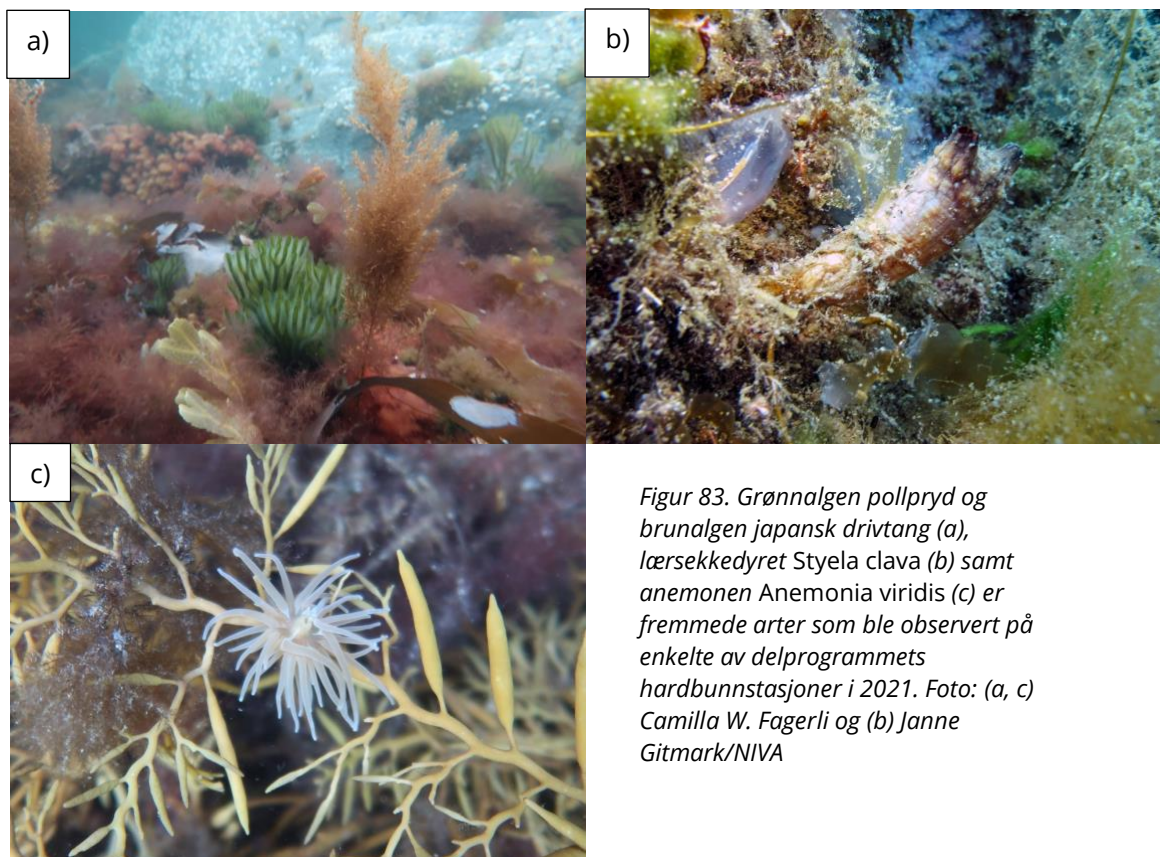 a)
b)
c)
Figur 83. Grønnalgen pollpryd og
brunalgen japansk drivtang (a),
lærsekkedyret Styela clava (b) samt
anemonen Anemonia viridis (c) er
fremmede arter som ble observert på
enkelte av delprogrammets
hardbunnstasjoner i 2021. Foto: (a, c)
Camilla W. Fagerli og (b) Janne
Gitmark/NIVA